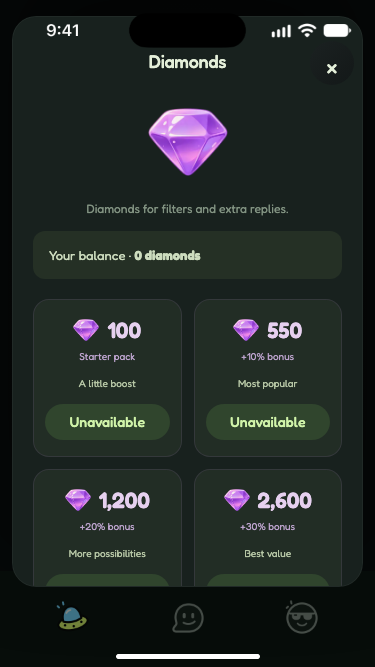 9:41
Diamonds
Diamonds for filters and extra replies.
Your balance · 0 diamonds
100
Starter pack
A little boost
Unavailable
550
+10% bonus
Most popular
Unavailable
1,200
+20% bonus
More possibilities
2,600
+30% bonus
Best value